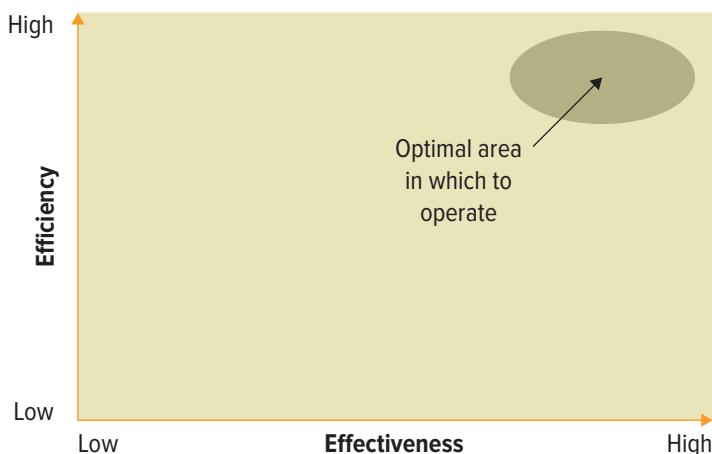 High
Optimal area
in which to
operate
Efficiency
Low
Low
Effectiveness
High